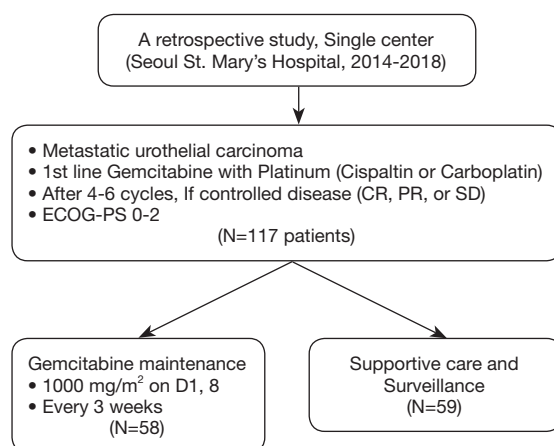 A retrospective study, Single center
(Seoul St. Mary's Hospital, 2014-2018)
• Metastatic urothelial carcinoma
• 1st line Gemcitabine with Platinum (Cispaltin or Carboplatin)
• After 4-6 cycles, If controlled disease (CR, PR, or SD)
• ECOG-PS 0-2
(N=117 patients)
Gemcitabine maintenance
• 1000 mg/m² on D1, 8
• Every 3 weeks
(N=58)
Supportive care and
Surveillance
(N=59)